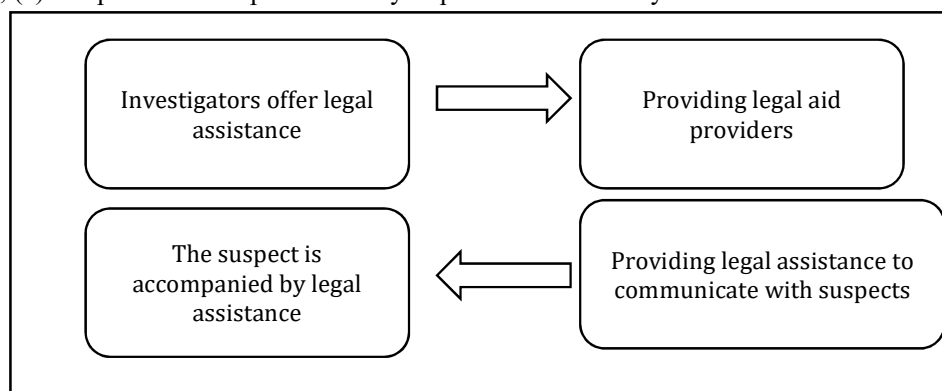 Investigators offer legal
assistance
Providing legal aid
providers
The suspect is
accompanied by legal
assistance
Providing legal assistance to
communicate with suspects